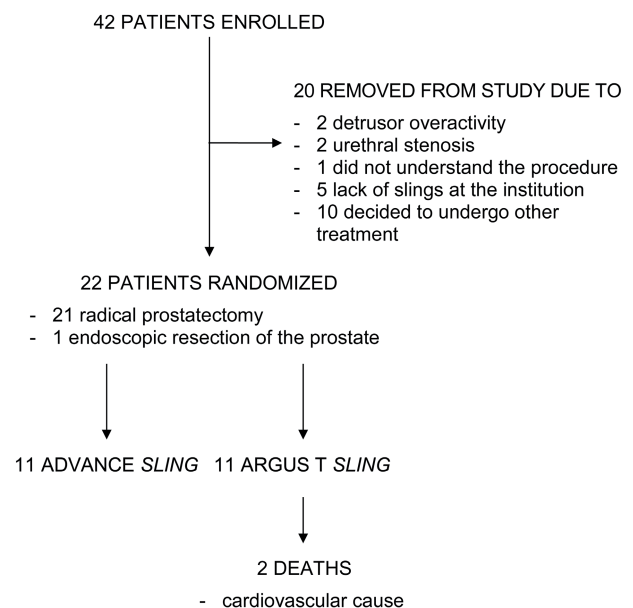 42 PATIENTS ENROLLED
20 REMOVED FROM STUDY DUE TO
- 2 detrusor overactivity
- 2 urethral stenosis
- 1 did not understand the procedure
- 5 lack of slings at the institution
- 10 decided to undergo other
treatment
22 PATIENTS RANDOMIZED
- 21 radical prostatectomy
- 1 endoscopic resection of the prostate
11 ADVANCE SLING
11 ARGUS T SLING
2 DEATHS
- cardiovascular cause